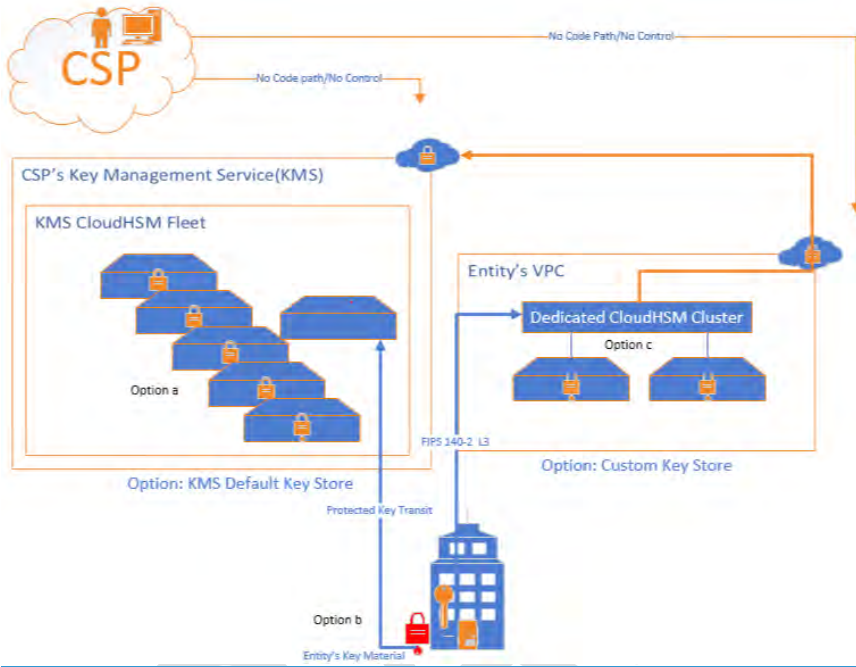 No Code Path/No Control
CSP
No Code path/No Control
CSP's Key Management Service(KMS)
KMS CloudHSM Fleet
Entity's VPC
Dedicated CloudHSM Cluster
Option c
Option a
FIPS 140-2 L3
Option: Custom Key Store
Option: KMS Default Key Store
Protected Key Transit
Option b
Entity's Key Material